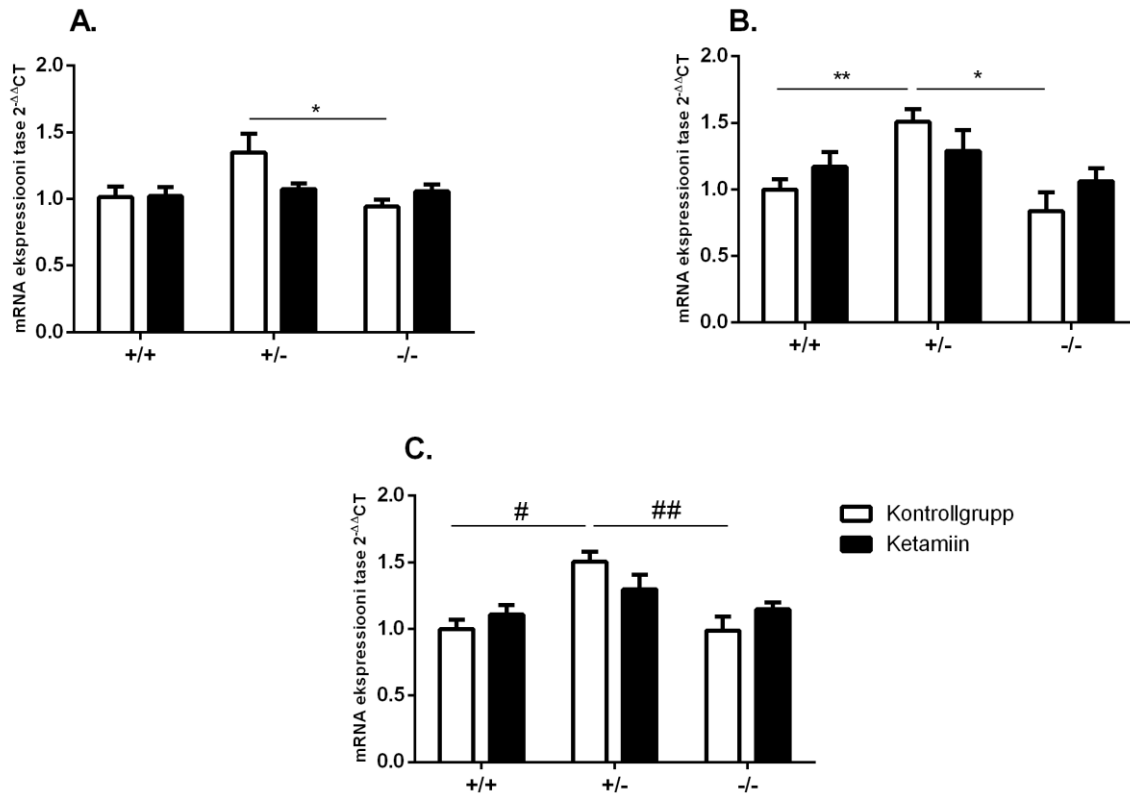 A.
mRNA ekspressiooni tase 2-ΔΔCT
2.0
1.5
1.0
0.5
0.0
*
+/+ +/- -/-
B.
mRNA ekspressiooni tase 2-ΔΔCT
2.0
1.5
1.0
0.5
0.0
** *
+/+ +/- -/-
C.
mRNA ekspressiooni tase 2-ΔΔCT
2.0
1.5
1.0
0.5
0.0
# ##
+/+ +/- -/-
Kontrollgrupp
Ketamiin